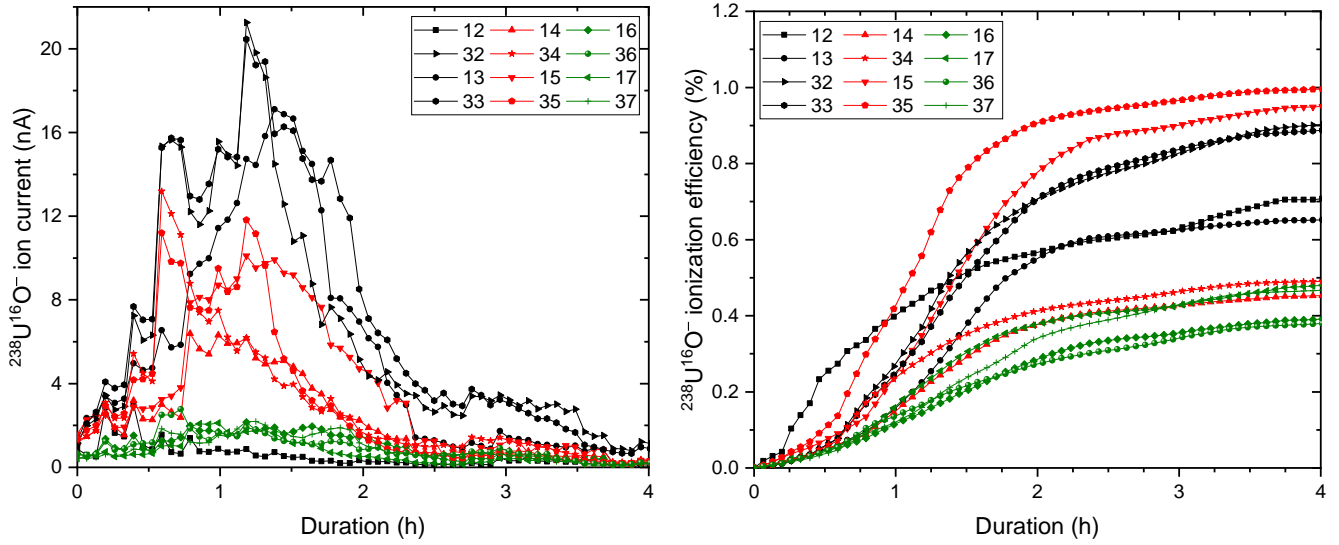 ²³⁸U¹⁶O⁻ ion current (nA)
20
16
12
8
4
0
0 1 2 3 4
Duration (h)
12 14 16
32 34 36
13 15 17
33 35 37
²³⁸U¹⁶O⁻ ionization efficiency (%)
1.2
1.0
0.8
0.6
0.4
0.2
0.0
0 1 2 3 4
Duration (h)
12 14 16
13 34 17
32 15 36
33 35 37